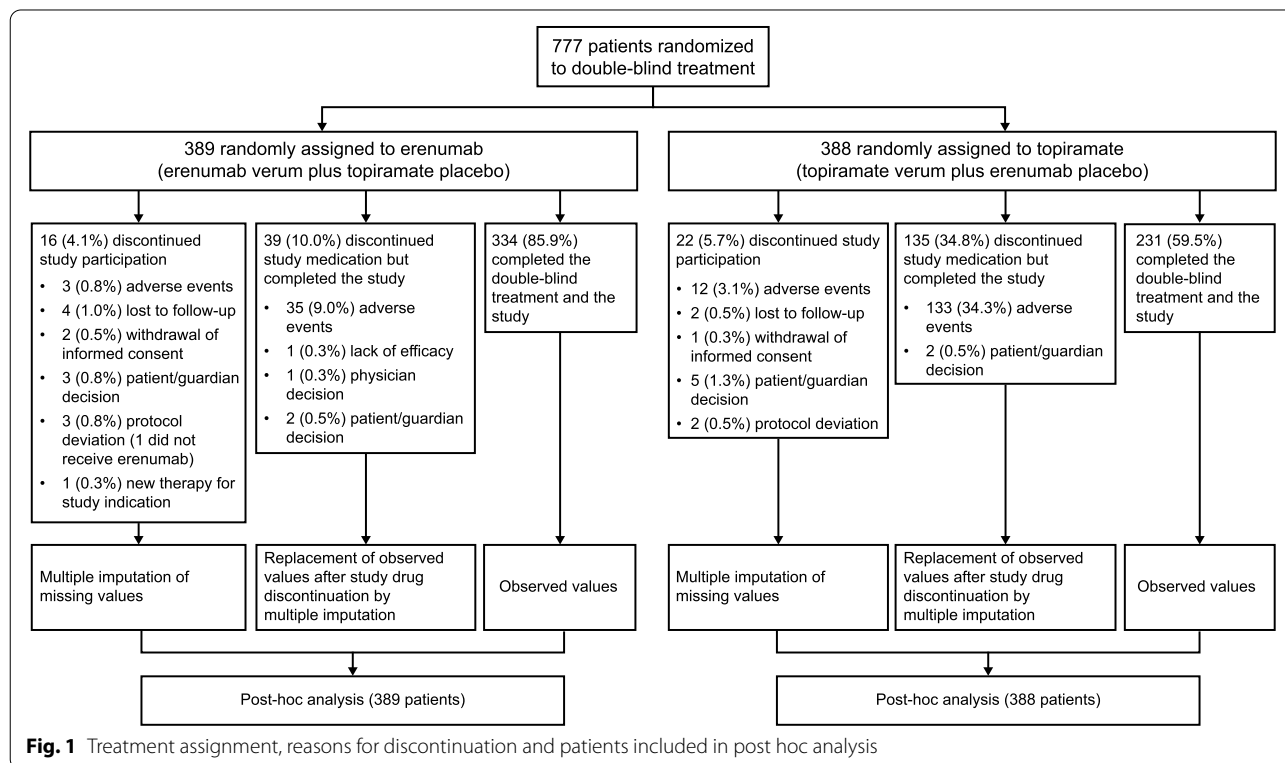 777 patients randomized
to double-blind treatment
389 randomly assigned to erenumab
(erenumab verum plus topiramate placebo)
388 randomly assigned to topiramate
(topiramate verum plus erenumab placebo)
16 (4.1%) discontinued
study participation
• 3 (0.8%) adverse events
• 4 (1.0%) lost to follow-up
• 2 (0.5%) withdrawal of
informed consent
• 3 (0.8%) patient/guardian
decision
• 3 (0.8%) protocol
deviation (1 did not
receive erenumab)
• 1 (0.3%) new therapy for
study indication
39 (10.0%) discontinued
study medication but
completed the study
• 35 (9.0%) adverse
events
• 1 (0.3%) lack of efficacy
• 1 (0.3%) physician
decision
• 2 (0.5%) patient/guardian
decision
334 (85.9%)
completed the
double-blind
treatment and the
study
22 (5.7%) discontinued study
participation
• 12 (3.1%) adverse events
• 2 (0.5%) lost to follow-up
• 1 (0.3%) withdrawal of
informed consent
• 5 (1.3%) patient/guardian
decision
• 2 (0.5%) protocol deviation
135 (34.8%) discontinued
study medication but
completed the study
• 133 (34.3%) adverse
events
• 2 (0.5%) patient/guardian
decision
231 (59.5%)
completed the
double-blind
treatment and the
study
Multiple imputation of
missing values
Replacement of observed
values after study drug
discontinuation by
multiple imputation
Observed values
Multiple imputation of
missing values
Replacement of observed
values after study drug
discontinuation by
multiple imputation
Observed values
Post-hoc analysis (389 patients)
Post-hoc analysis (388 patients)
Fig. 1 Treatment assignment, reasons for discontinuation and patients included in post hoc analysis